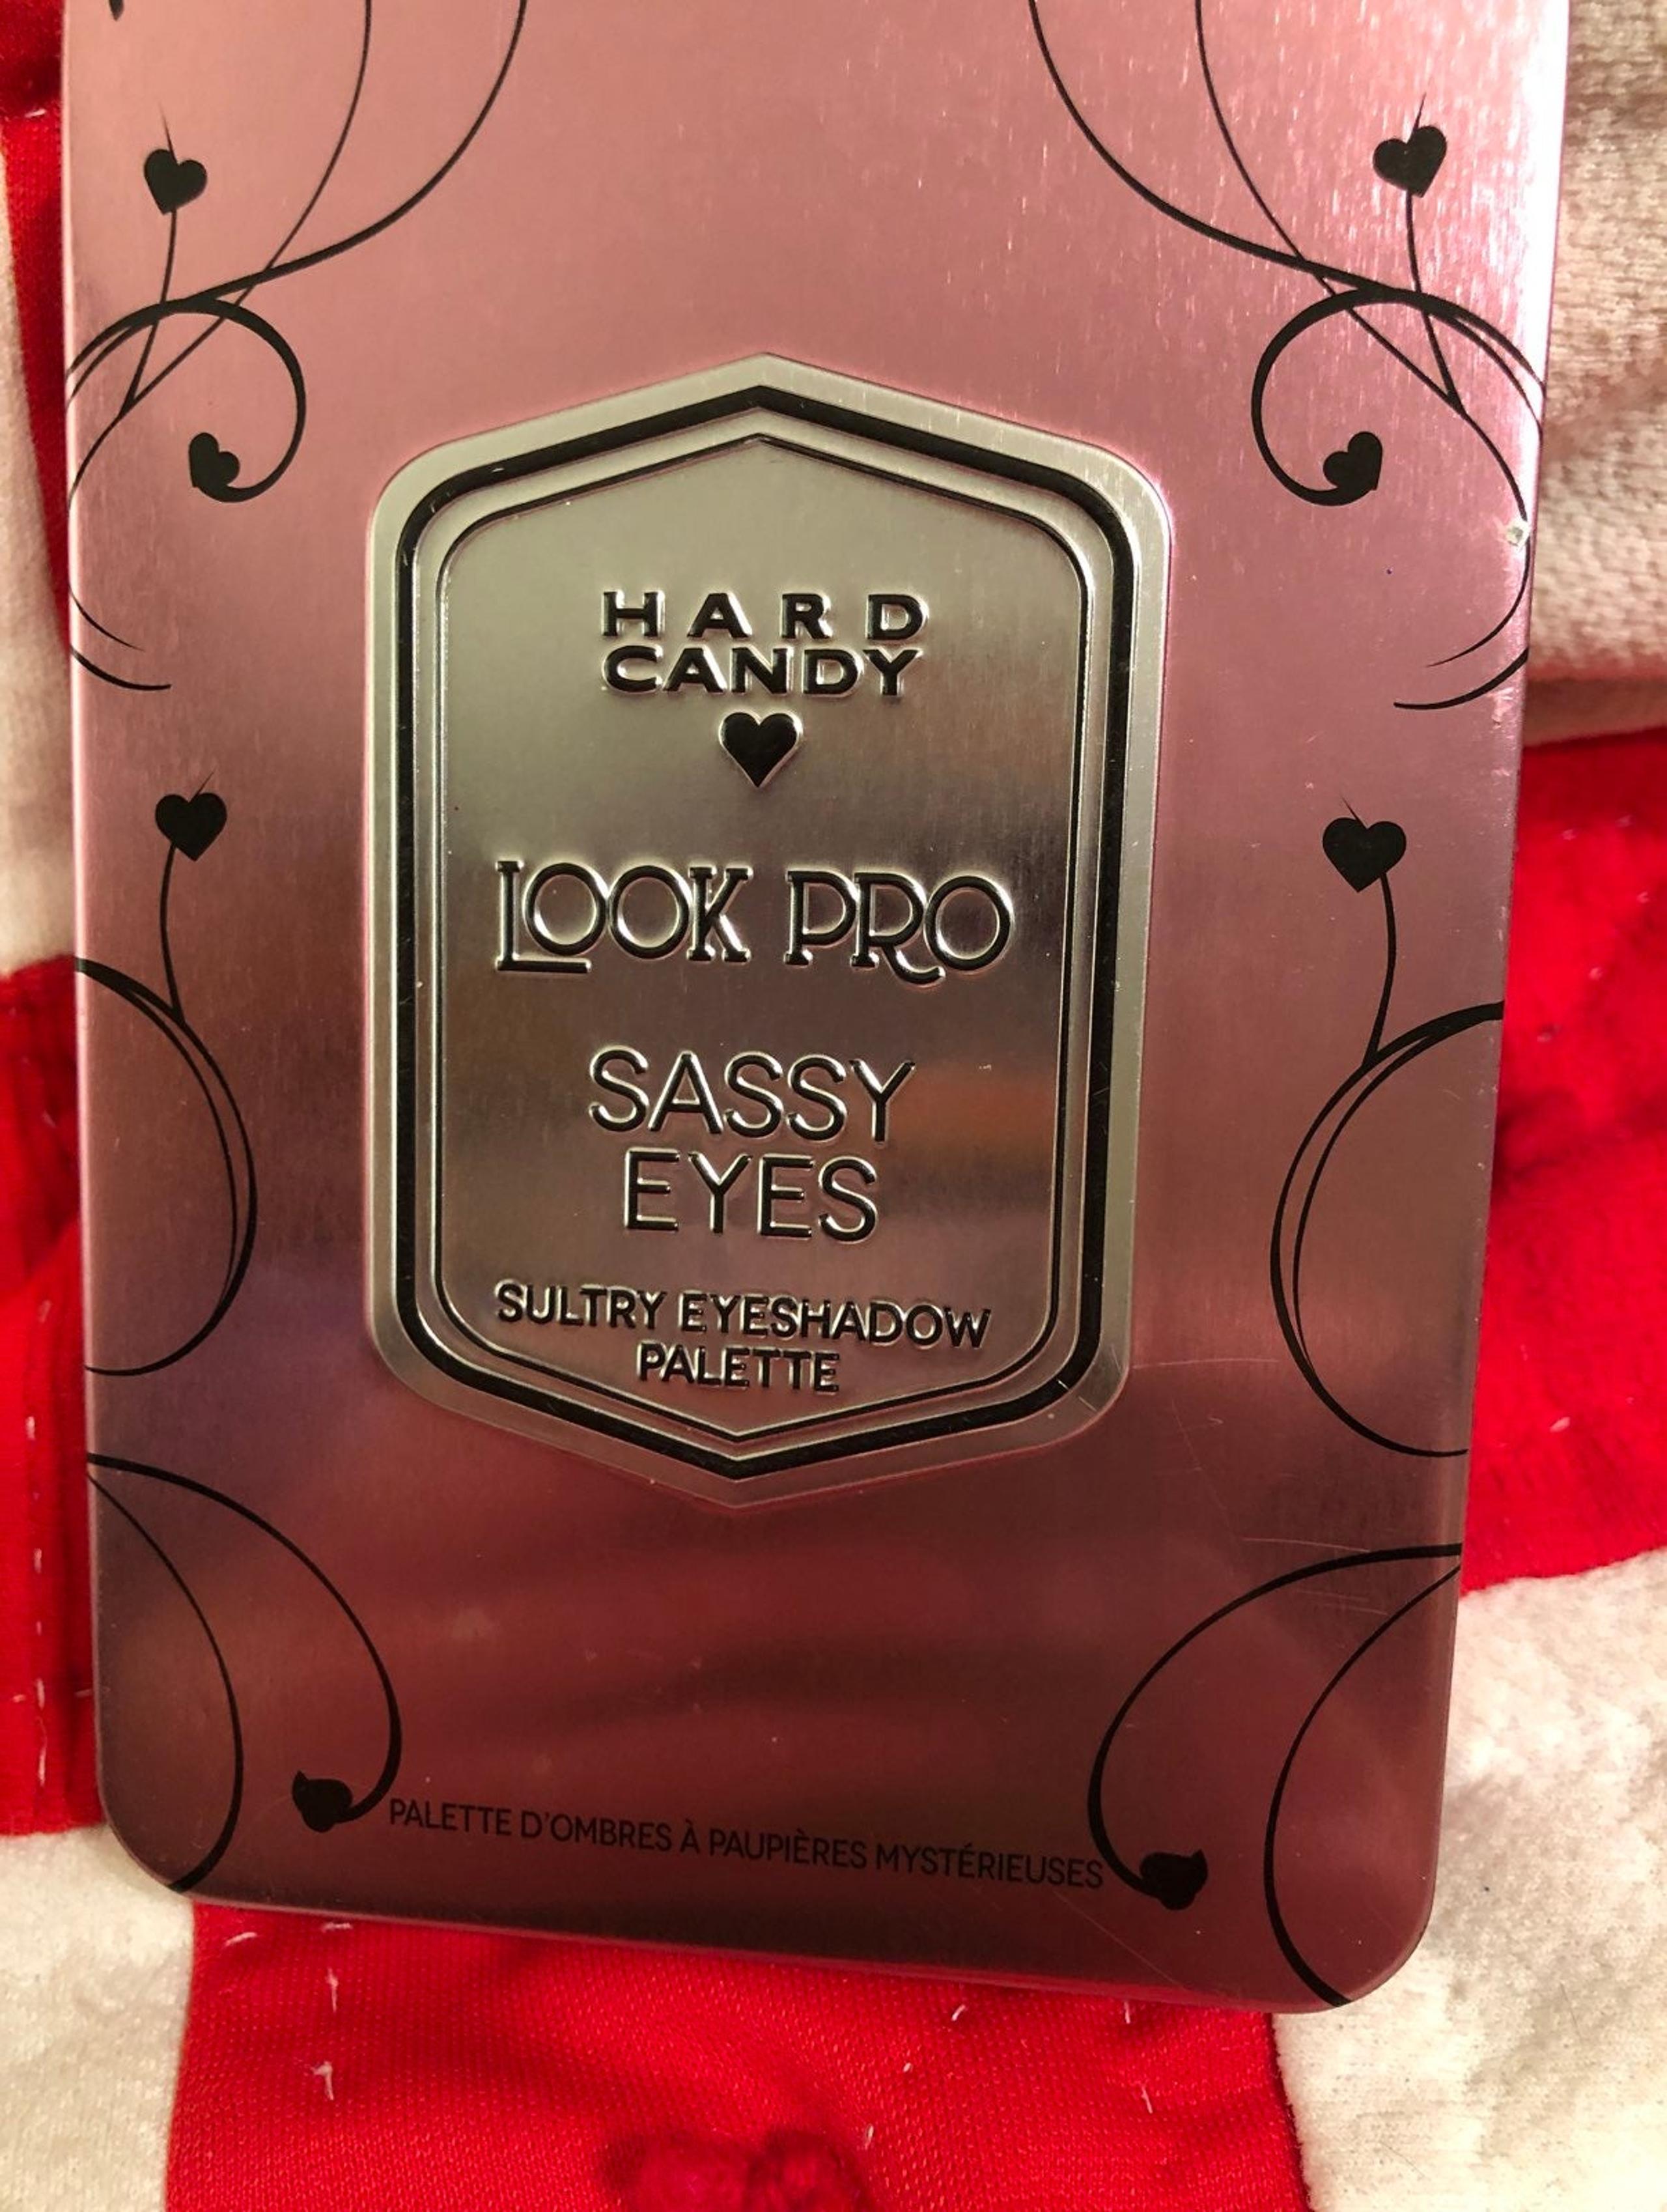 HARD
CANDY
LOOK PRO
SASSY
EYES
SULTRY EYESHADOW
PALETTE
PALETTE D'OMBRES À PAUPIÈRES MYSTÉRIEUSES